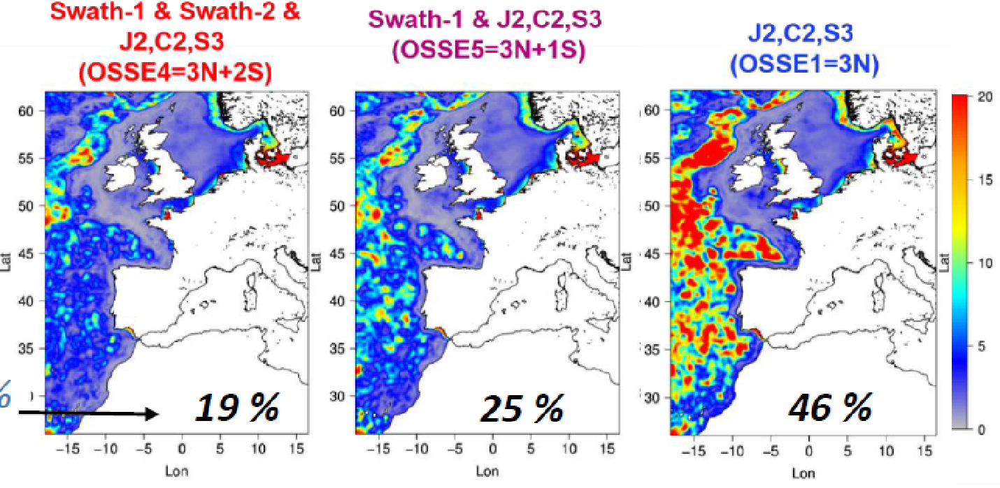 Swath-1 & Swath-2 &
J2,C2,S3
(OSSE4=3N+2S)
Swath-1 & J2,C2,S3
(OSSE5=3N+1S)
J2,C2,S3
(OSSE1=3N)
60
55
50
45
40
35
30
Lat
%
19 %
−15 −10 −5 0 5 10 15
Lon
60
55
50
45
40
35
30
Lat
25 %
−15 −10 −5 0 5 10 15
Lon
60
55
50
45
40
35
30
Lat
46 %
−15 −10 −5 0 5 10 15
Lon
20
15
10
5
0